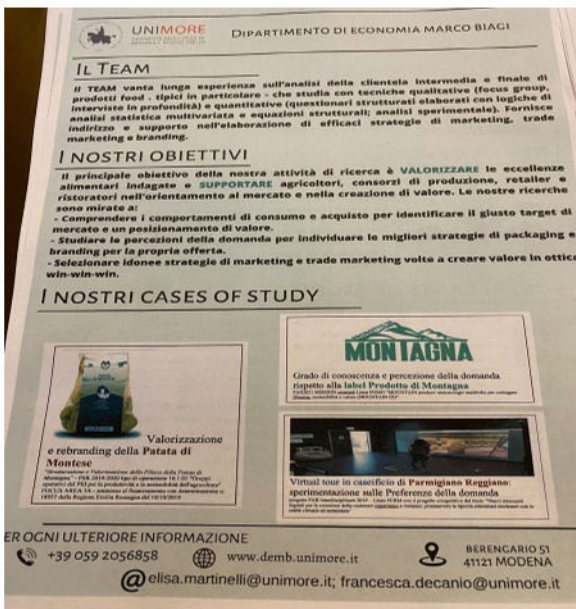 UNIMORE
DIPARTIMENTO DI ECONOMIA MARCO BIAGI
IL TEAM
Il TEAM vanta lunga esperienza sull'analisi della clientela intermedia e finale di
prodotti food . tipici in particolare - che studia con tecniche qualitative (focus group,
interviste in profondità) e quantitative (questionari strutturati elaborati con logiche di
analisi statistica multivariata e equazioni strutturali; analisi sperimentale). Fornisce
indirizzo e supporto nell'elaborazione di efficaci strategie di marketing, trade
marketing e branding.
I NOSTRI OBIETTIVI
Il principale obiettivo della nostra attività di ricerca è VALORIZZARE le eccellenze
alimentari indagate e SUPPORTARE agricoltori, consorzi di produzione, retailer e
ristoratori nell'orientamento al mercato e nella creazione di valore. Le nostre ricerche
sono mirate a:
- Comprendere i comportamenti di consumo e acquisto per identificare il giusto target di
mercato e un posizionamento di valore.
- Studiare le percezioni della domanda per individuare le migliori strategie di packaging e
branding per la propria offerta.
- Selezionare idonee strategie di marketing e trade marketing volte a creare valore in ottica
win-win-win.
I NOSTRI CASES OF STUDY
MONTAGNA
Grado di conoscenza e percezione della domanda
rispetto alla label Prodotto di Montagna
Valorizzazione
e rebranding della Patata di
Montese
Virtual tour in caseificio di Parmigiano Reggiano:
sperimentazione sulle Preferenze della domanda
ER OGNI ULTERIORE INFORMAZIONE
+39 059 2056858
www.demb.unimore.it
BERENGARIO 51
41121 MODENA
elisa.martinelli@unimore.it; francesca.decanio@unimore.it